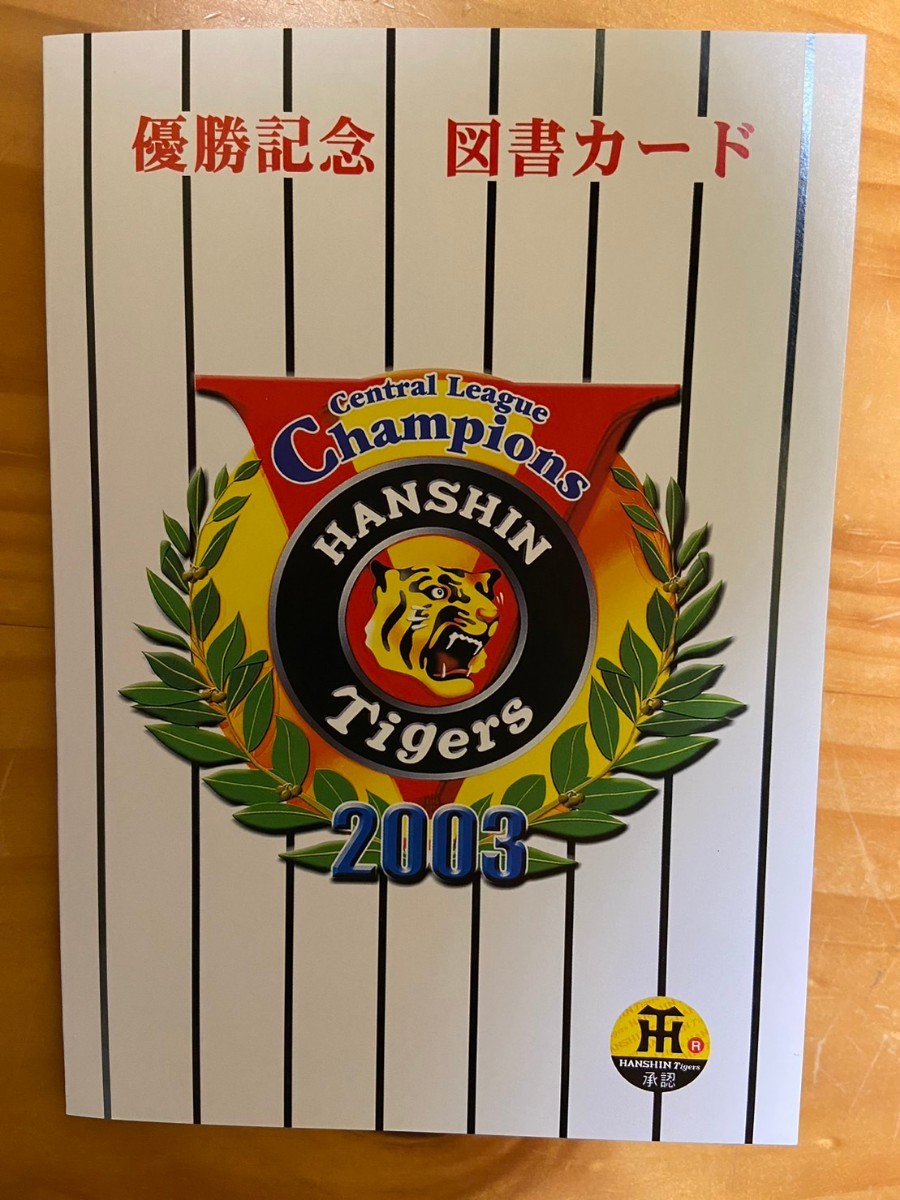 優勝記念　図書カード
Central League
Champions
HANSHIN
Tigers
2003
R
HANSHIN Tigers
承認